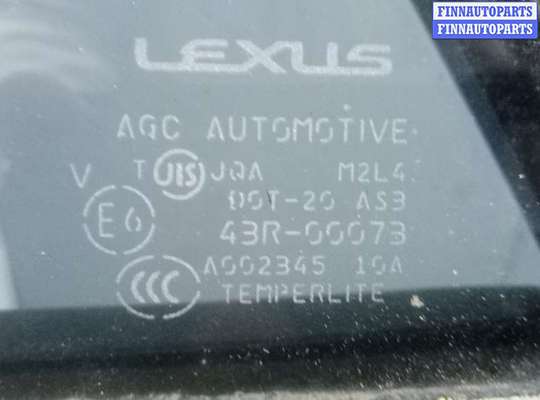 FINNAUTOPARTS
FINNAUTOPARTS
LEXUS
AGC AUTOMOTIVE
T JIS JQA M2L4
V
DOT-20 AS3
E6
43R-00073
A002345 10A
CCC
TEMPERLITE